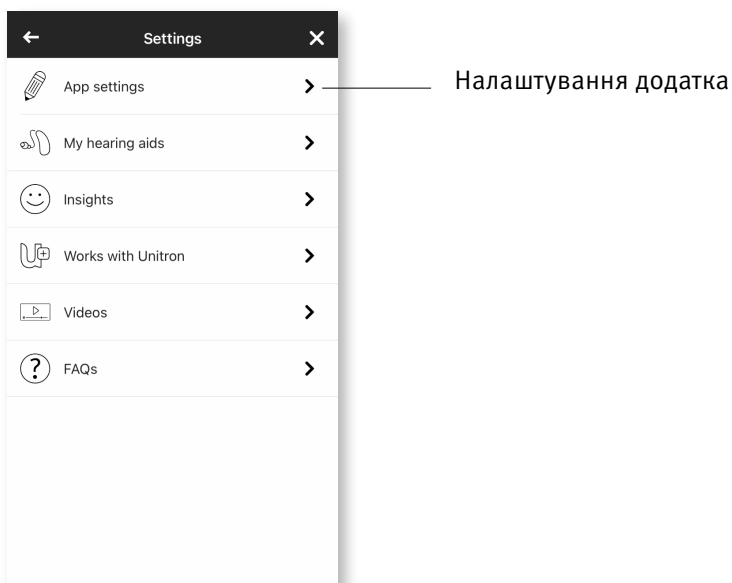 Settings
App settings
Налаштування додатка
My hearing aids
Insights
Works with Unitron
Videos
FAQs